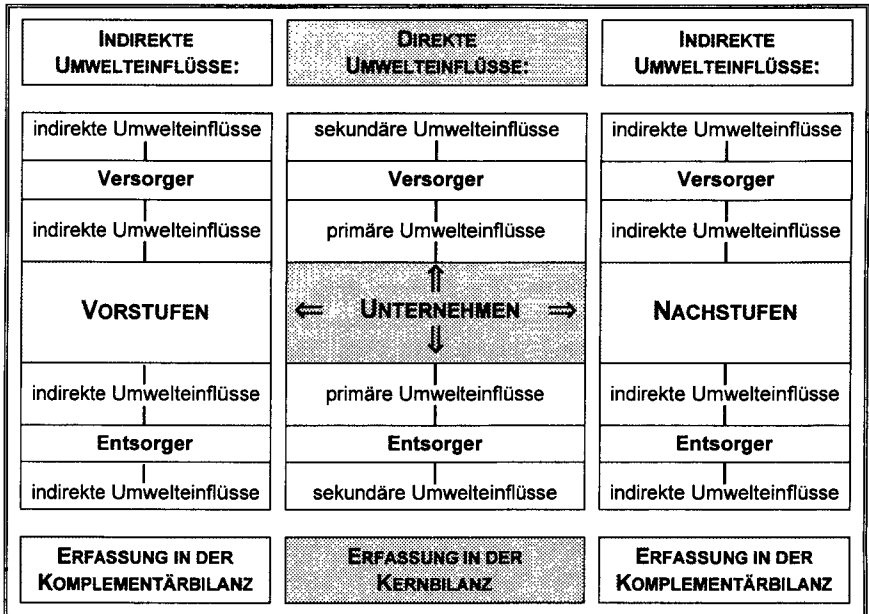 INDIREKTE
UMWELTEINFLÜSSE:
DIREKTE
UMWELTEINFLÜSSE:
INDIREKTE
UMWELTEINFLÜSSE:
indirekte Umwelteinflüsse
Versorger
indirekte Umwelteinflüsse
VORSTUFEN
indirekte Umwelteinflüsse
Entsorger
indirekte Umwelteinflüsse
sekundäre Umwelteinflüsse
Versorger
primäre Umwelteinflüsse
⇑
⇐ UNTERNEHMEN ⇒
⇓
primäre Umwelteinflüsse
Entsorger
sekundäre Umwelteinflüsse
indirekte Umwelteinflüsse
Versorger
indirekte Umwelteinflüsse
NACHSTUFEN
indirekte Umwelteinflüsse
Entsorger
indirekte Umwelteinflüsse
ERFASSUNG IN DER
KOMPLEMENTÄRBILANZ
ERFASSUNG IN DER
KERNBILANZ
ERFASSUNG IN DER
KOMPLEMENTÄRBILANZ